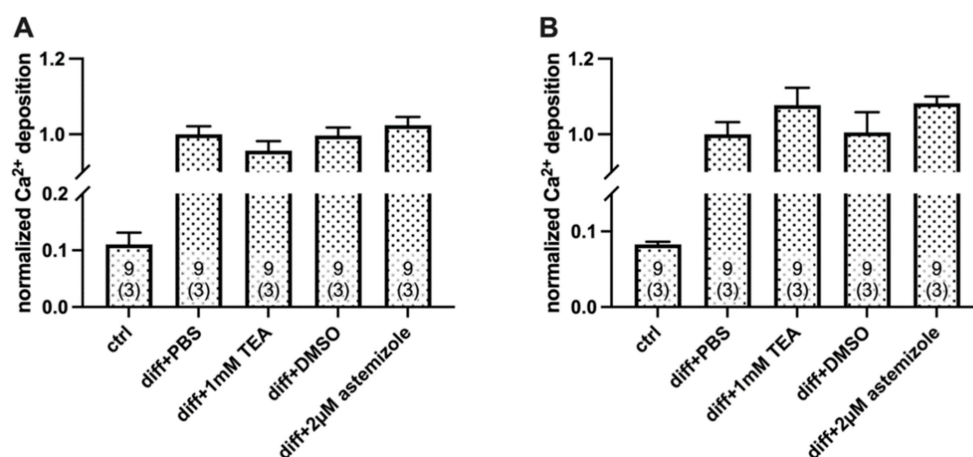 A
normalized Ca²⁺ deposition
1.2
1.0
0.2
0.1
0.0
9
(3)
9
(3)
9
(3)
9
(3)
9
(3)
ctrl
diff+PBS
diff+1mM TEA
diff+DMSO
diff+2μM astemizole
B
normalized Ca²⁺ deposition
1.2
1.0
0.1
0.0
9
(3)
9
(3)
9
(3)
9
(3)
9
(3)
ctrl
diff+PBS
diff+1mM TEA
diff+DMSO
diff+2μM astemizole